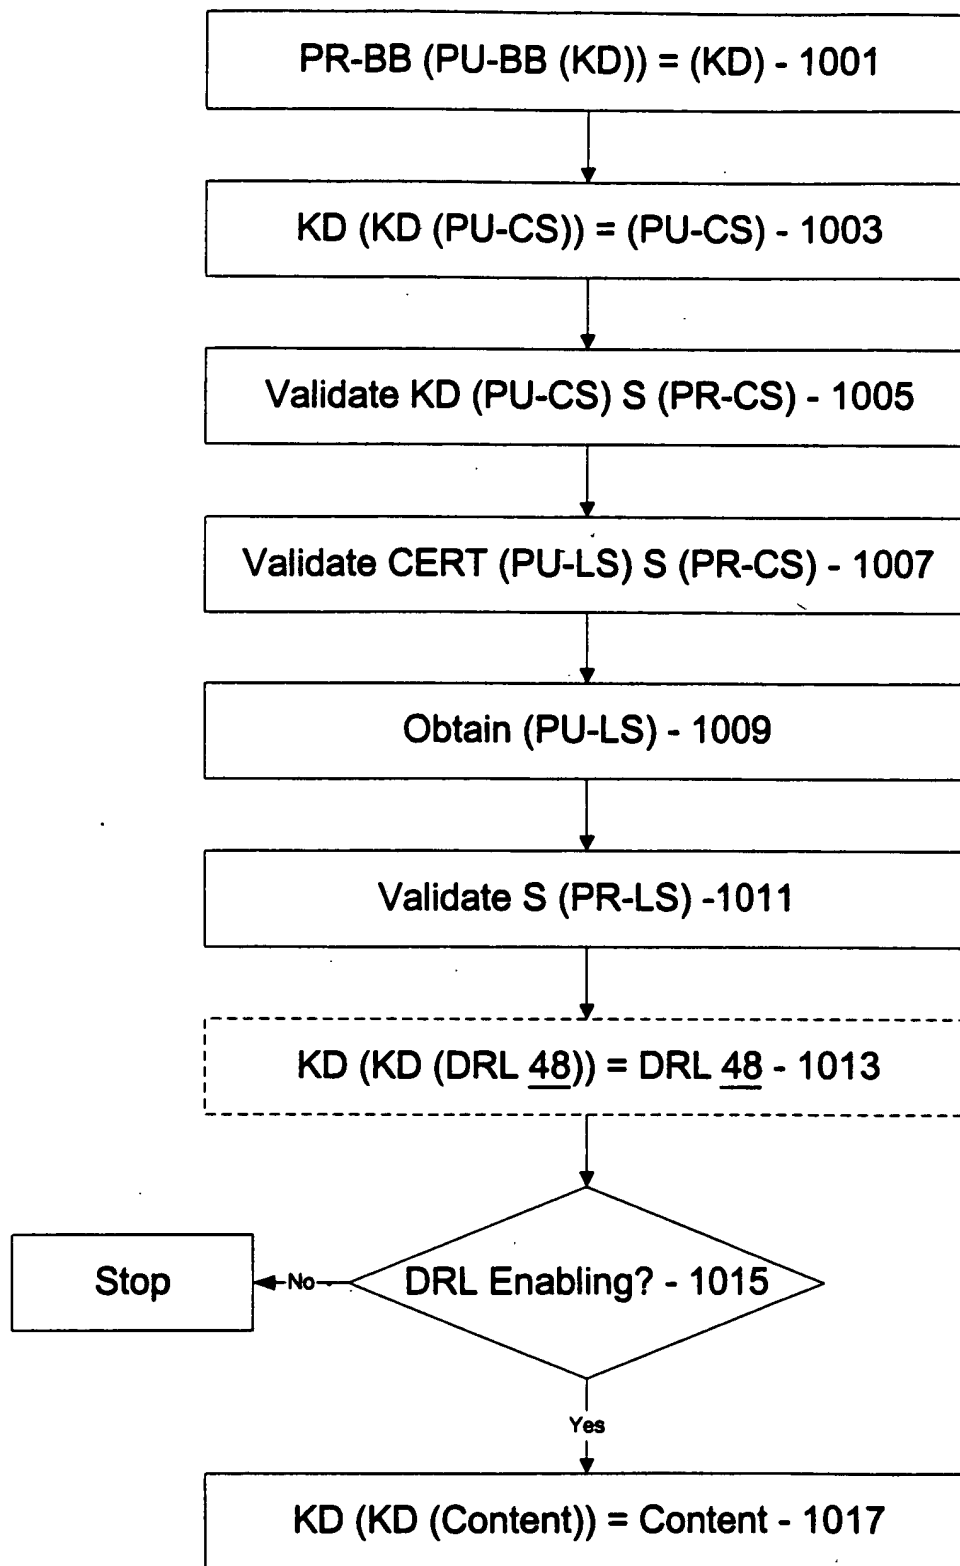 PR-BB (PU-BB (KD)) = (KD) - 1001
KD (KD (PU-CS)) = (PU-CS) - 1003
Validate KD (PU-CS) S (PR-CS) - 1005
Validate CERT (PU-LS) S (PR-CS) - 1007
Obtain (PU-LS) - 1009
Validate S (PR-LS) -1011
KD (KD (DRL 48)) = DRL 48 - 1013
DRL Enabling? - 1015
No
Stop
Yes
KD (KD (Content)) = Content - 1017